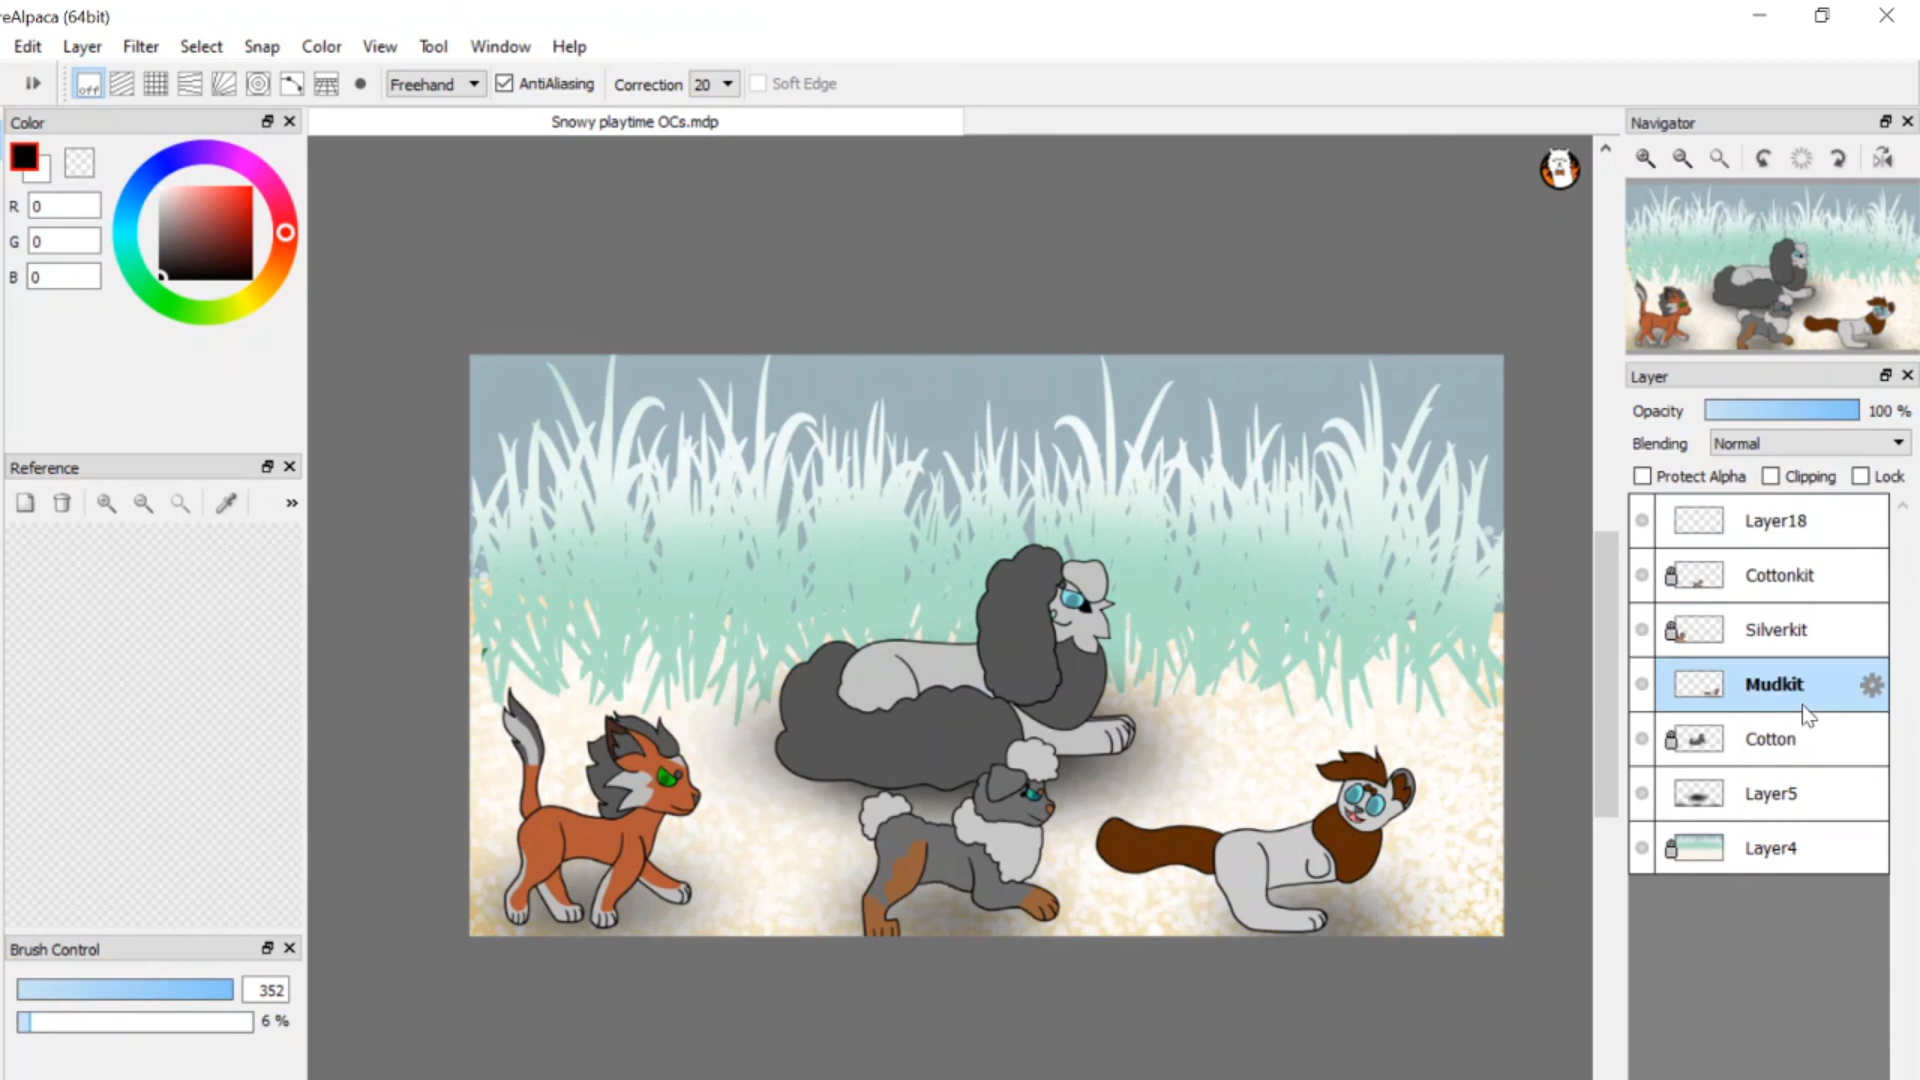 reAlpaca (64bit)
Edit Layer Filter Select Snap Color View Tool Window Help
off Freehand AntiAliasing Correction 20 Soft Edge
Color
Snowy playtime OCs.mdp
Navigator
R 0
G 0
B 0
Layer
Opacity 100 %
Blending Normal
Protect Alpha Clipping Lock
Reference
»
Layer18
Cottonkit
Silverkit
Mudkit
Cotton
Layer5
Layer4
Brush Control
352
6 %